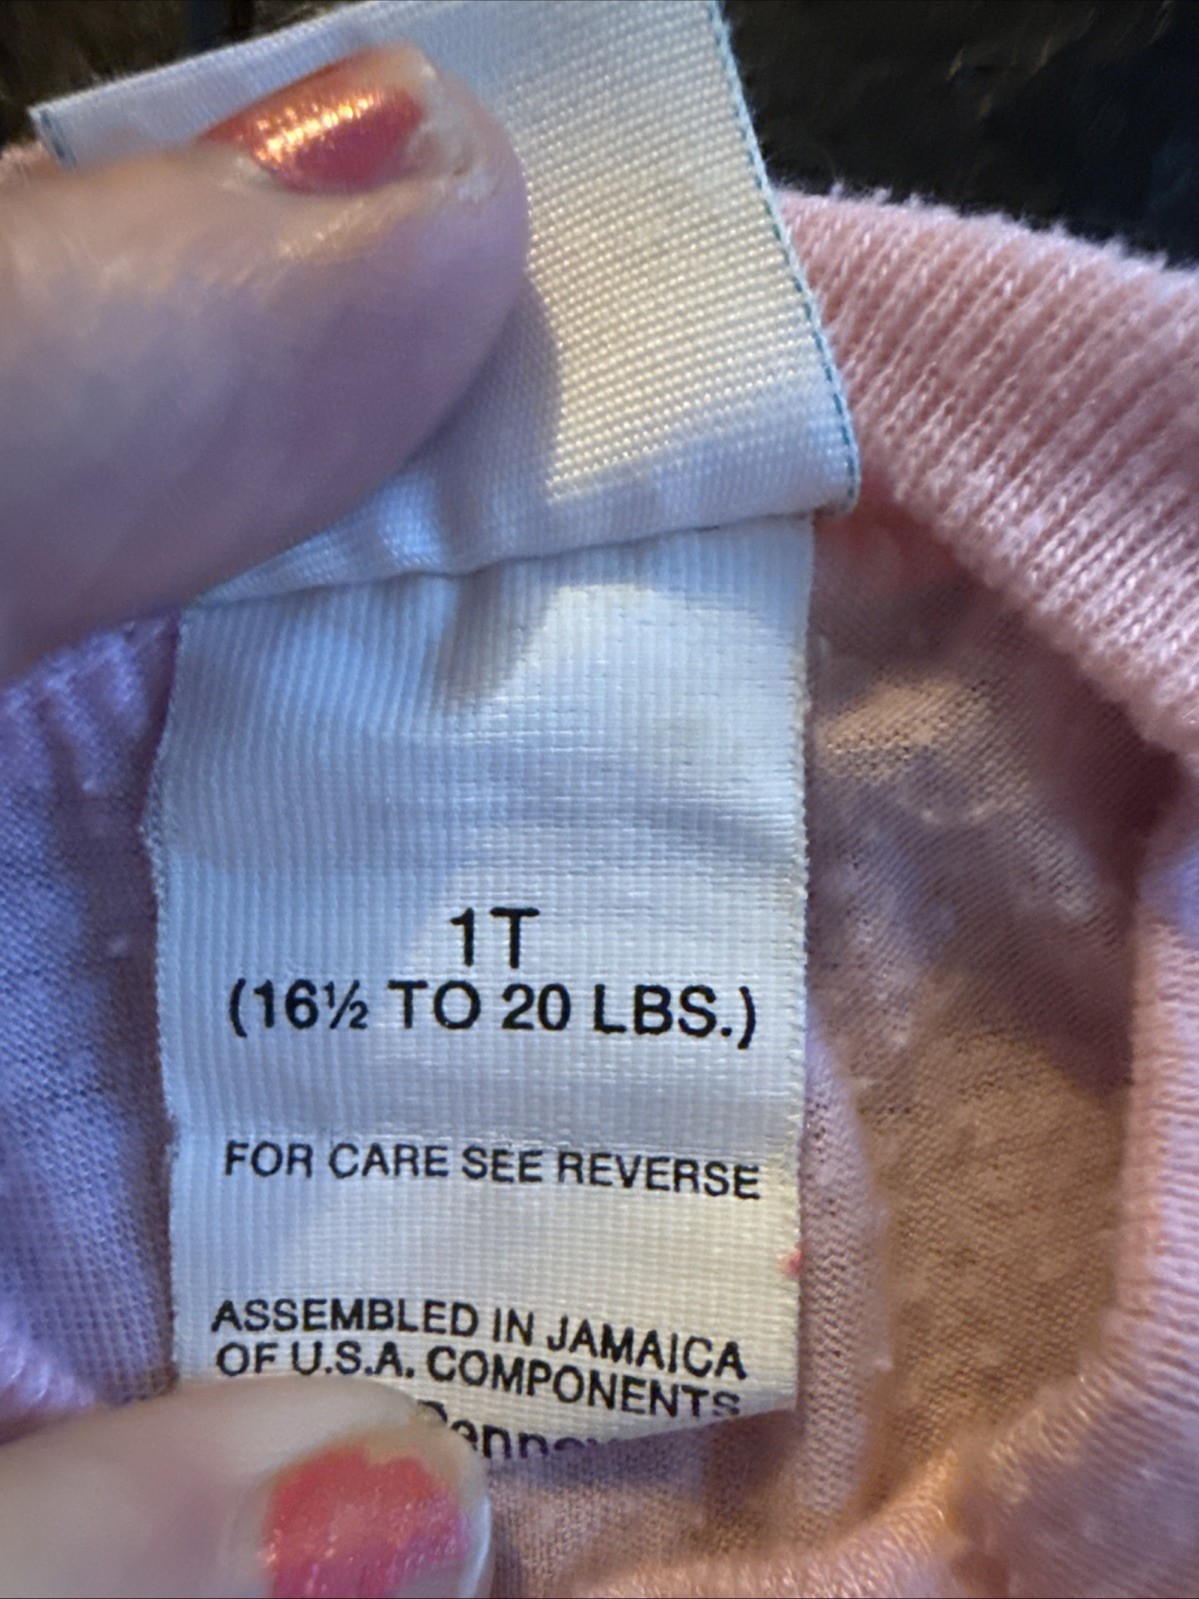 1T
(16½ TO 20 LBS.)
FOR CARE SEE REVERSE
ASSEMBLED IN JAMAICA
OF U.S.A. COMPONENTS